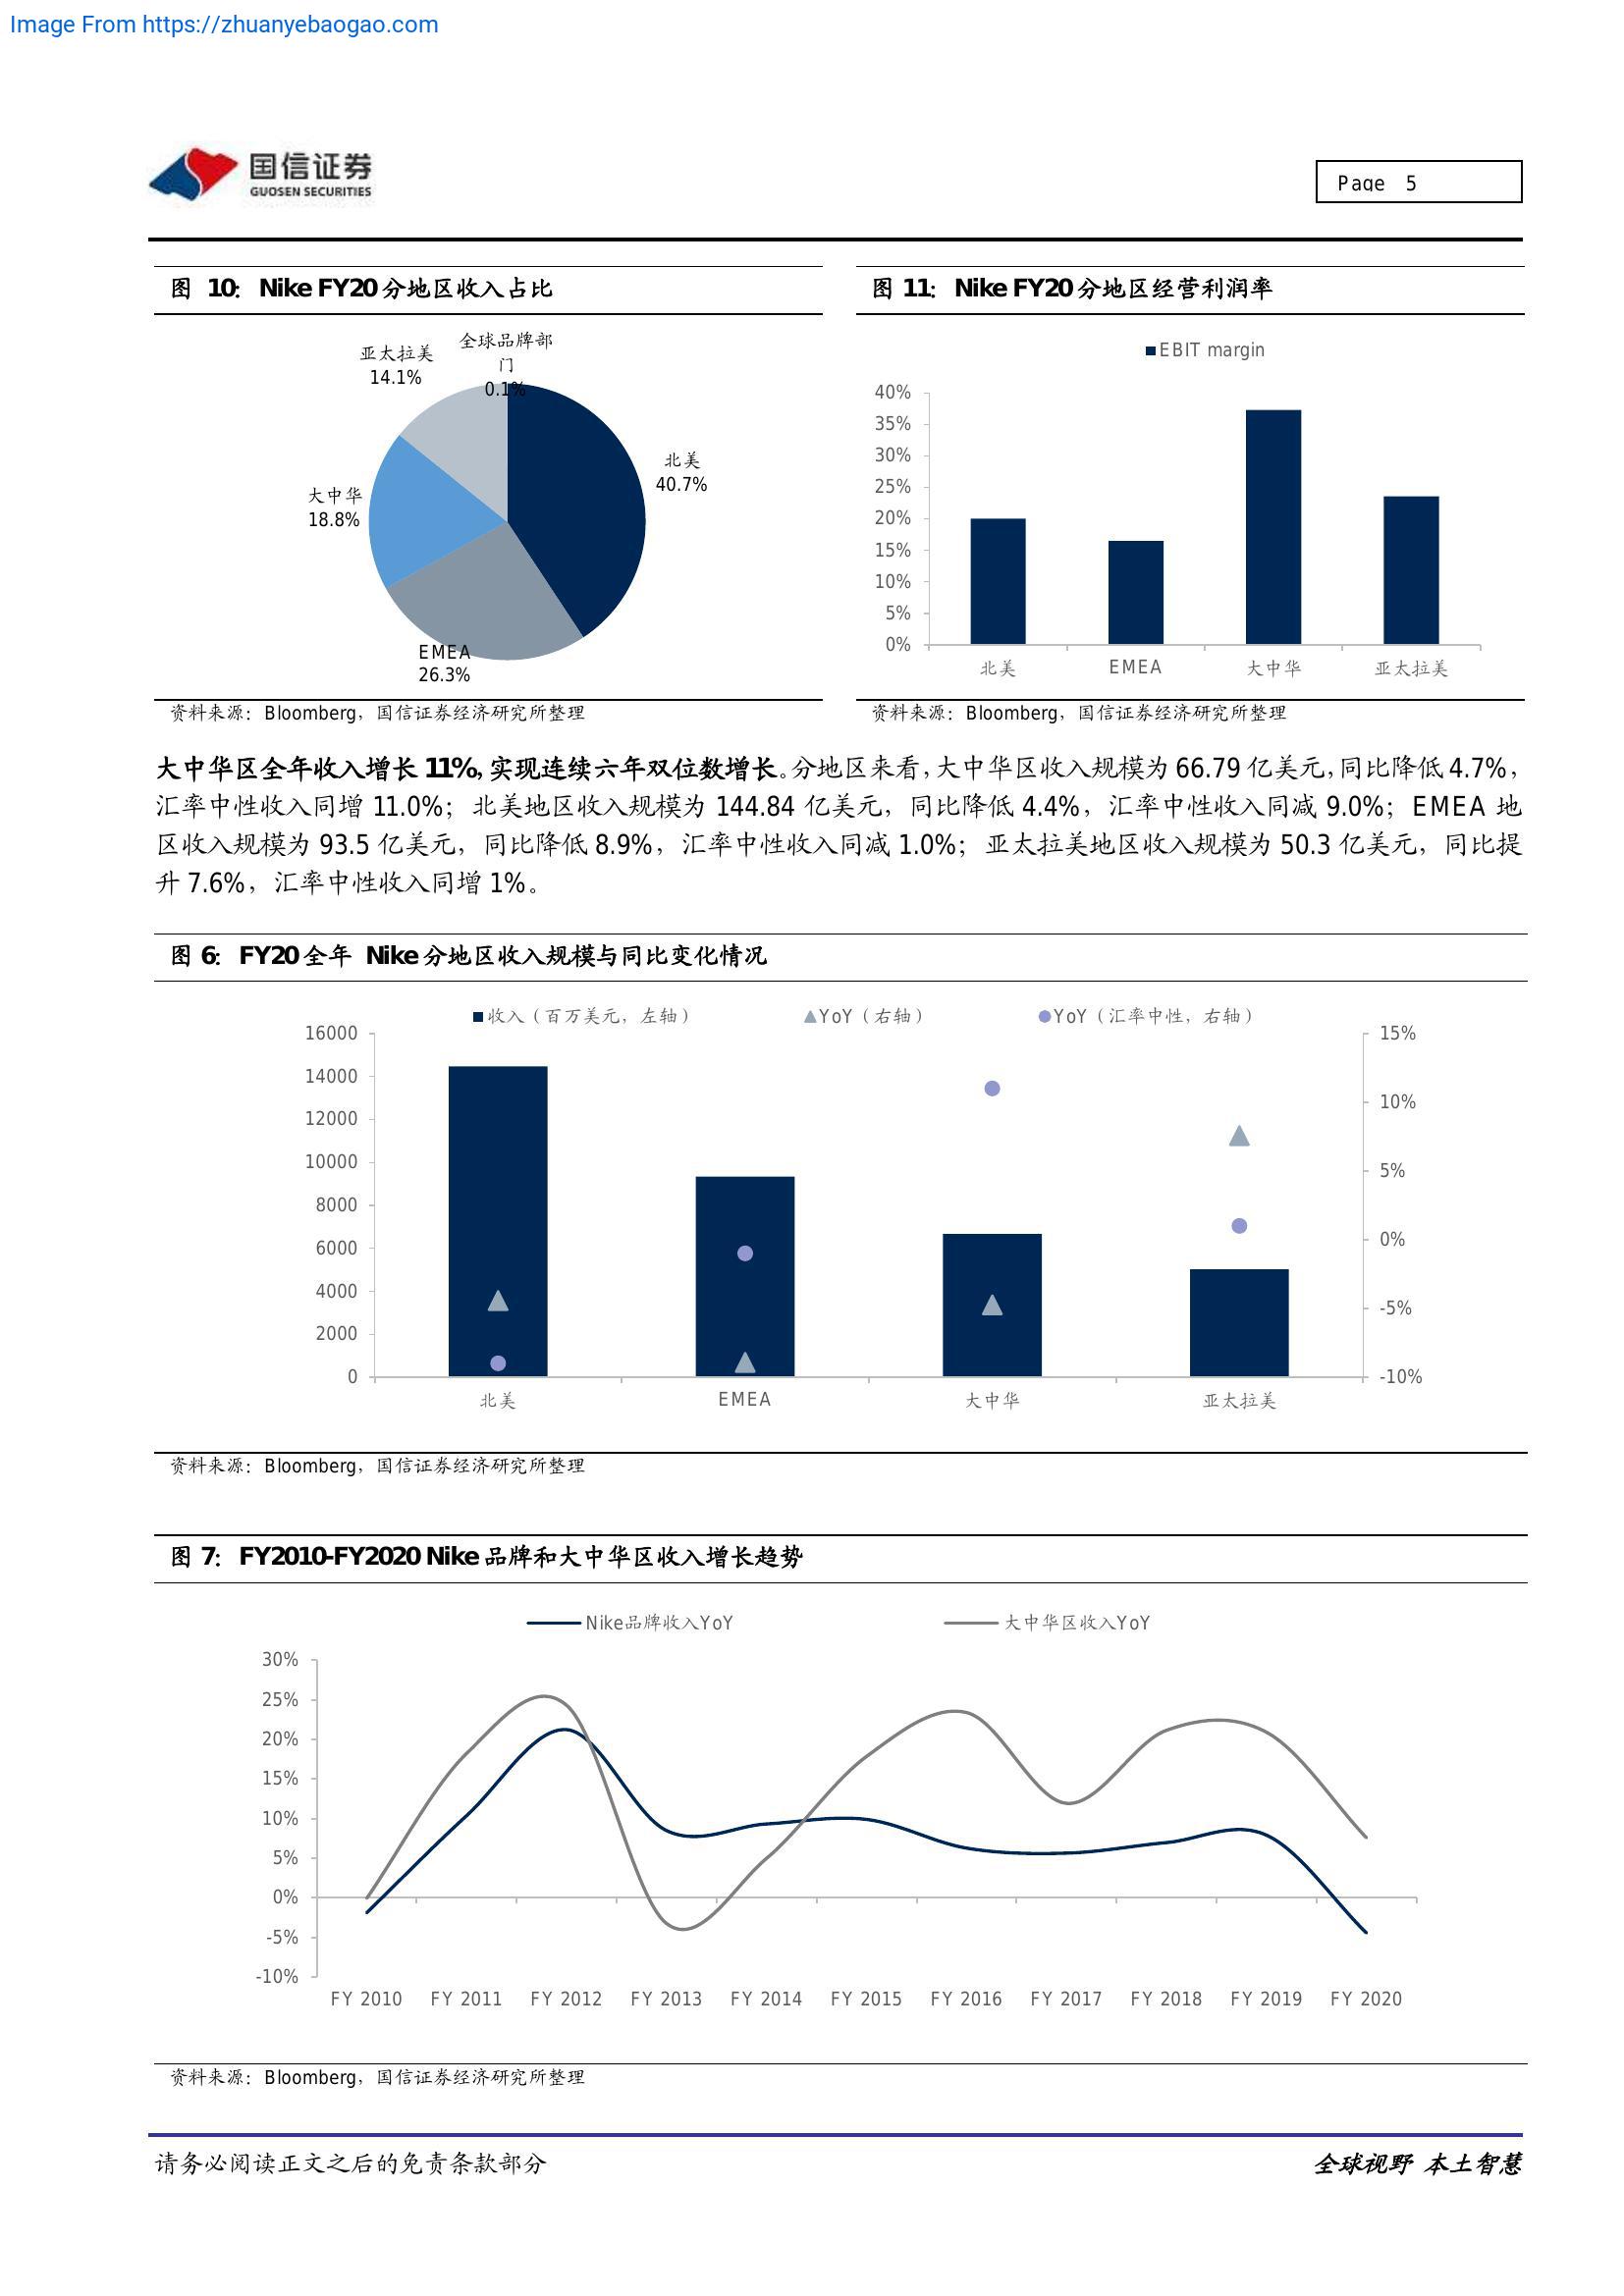 Image From https://zhuanyebaogao.com
国信证券
GUOSEN SECURITIES
Page 5
图 10: Nike FY20 分地区收入占比
全球品牌部
门
0.1%
亚太拉美
14.1%
北美
40.7%
大中华
18.8%
EMEA
26.3%
资料来源：Bloomberg，国信证券经济研究所整理
图 11: Nike FY20 分地区经营利润率
EBIT margin
40%
35%
30%
25%
20%
15%
10%
5%
0%
北美 EMEA 大中华 亚太拉美
资料来源：Bloomberg，国信证券经济研究所整理
大中华区全年收入增长 11%，实现连续六年双位数增长。分地区来看，大中华区收入规模为 66.79 亿美元，同比降低 4.7%，
汇率中性收入同增 11.0%；北美地区收入规模为 144.84 亿美元，同比降低 4.4%，汇率中性收入同减 9.0%；EMEA 地
区收入规模为 93.5 亿美元，同比降低 8.9%，汇率中性收入同减 1.0%；亚太拉美地区收入规模为 50.3 亿美元，同比提
升 7.6%，汇率中性收入同增 1%。
图 6: FY20 全年 Nike 分地区收入规模与同比变化情况
收入（百万美元，左轴） YoY（右轴） YoY（汇率中性，右轴）
16000
14000
12000
10000
8000
6000
4000
2000
0
15%
10%
5%
0%
-5%
-10%
北美 EMEA 大中华 亚太拉美
资料来源：Bloomberg，国信证券经济研究所整理
图 7: FY2010-FY2020 Nike 品牌和大中华区收入增长趋势
Nike品牌收入YoY 大中华区收入YoY
30%
25%
20%
15%
10%
5%
0%
-5%
-10%
FY 2010 FY 2011 FY 2012 FY 2013 FY 2014 FY 2015 FY 2016 FY 2017 FY 2018 FY 2019 FY 2020
资料来源：Bloomberg，国信证券经济研究所整理
请务必阅读正文之后的免责条款部分
全球视野 本土智慧